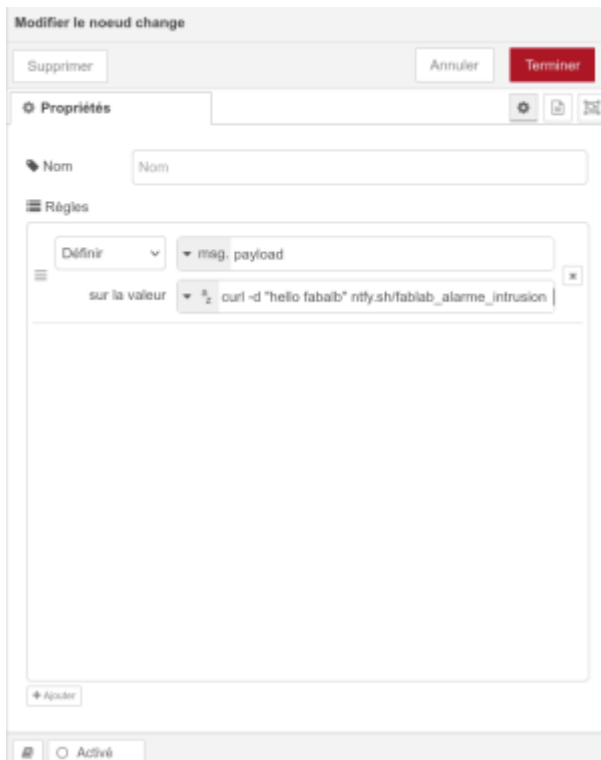 Modifier le noeud change
Supprimer
Annuler
Terminer
Propriétés
Nom
Nom
Règles
Définir
msg. payload
sur la valeur
a z curl -d "hello fabalb" ntfy.sh/fablab_alarme_intrusion
Ajouter
Activé